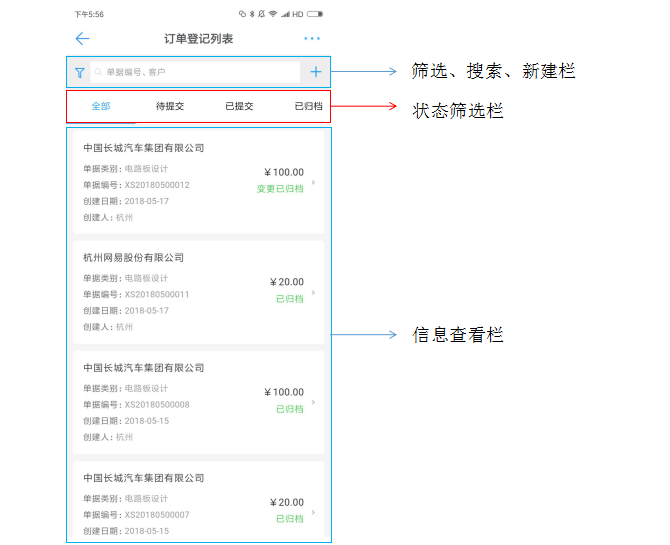 下午5:56
HD
订单登记列表
单据编号、客户
筛选、搜索、新建栏
全部
待提交
已提交
已归档
状态筛选栏
中国长城汽车集团有限公司
单据类别：电路板设计
¥100.00
单据编号：XS20180500012
变更已归档
创建日期：2018-05-17
创建人：杭州
杭州网易股份有限公司
单据类别：电路板设计
¥20.00
单据编号：XS20180500011
已归档
创建日期：2018-05-17
创建人：杭州
信息查看栏
中国长城汽车集团有限公司
单据类别：电路板设计
¥100.00
单据编号：XS20180500008
已归档
创建日期：2018-05-15
创建人：杭州
中国长城汽车集团有限公司
单据类别：电路板设计
¥20.00
单据编号：XS20180500007
已归档
创建日期：2018-05-15